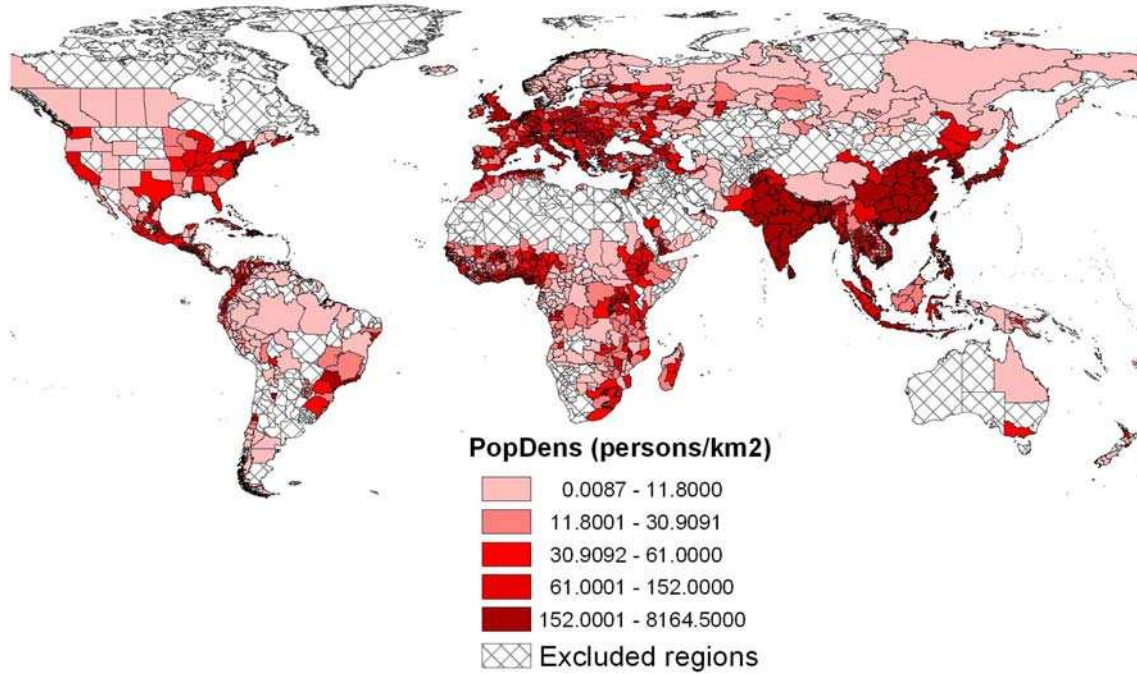 PopDens (persons/km2)
0.0087 - 11.8000
11.8001 - 30.9091
30.9092 - 61.0000
61.0001 - 152.0000
152.0001 - 8164.5000
Excluded regions